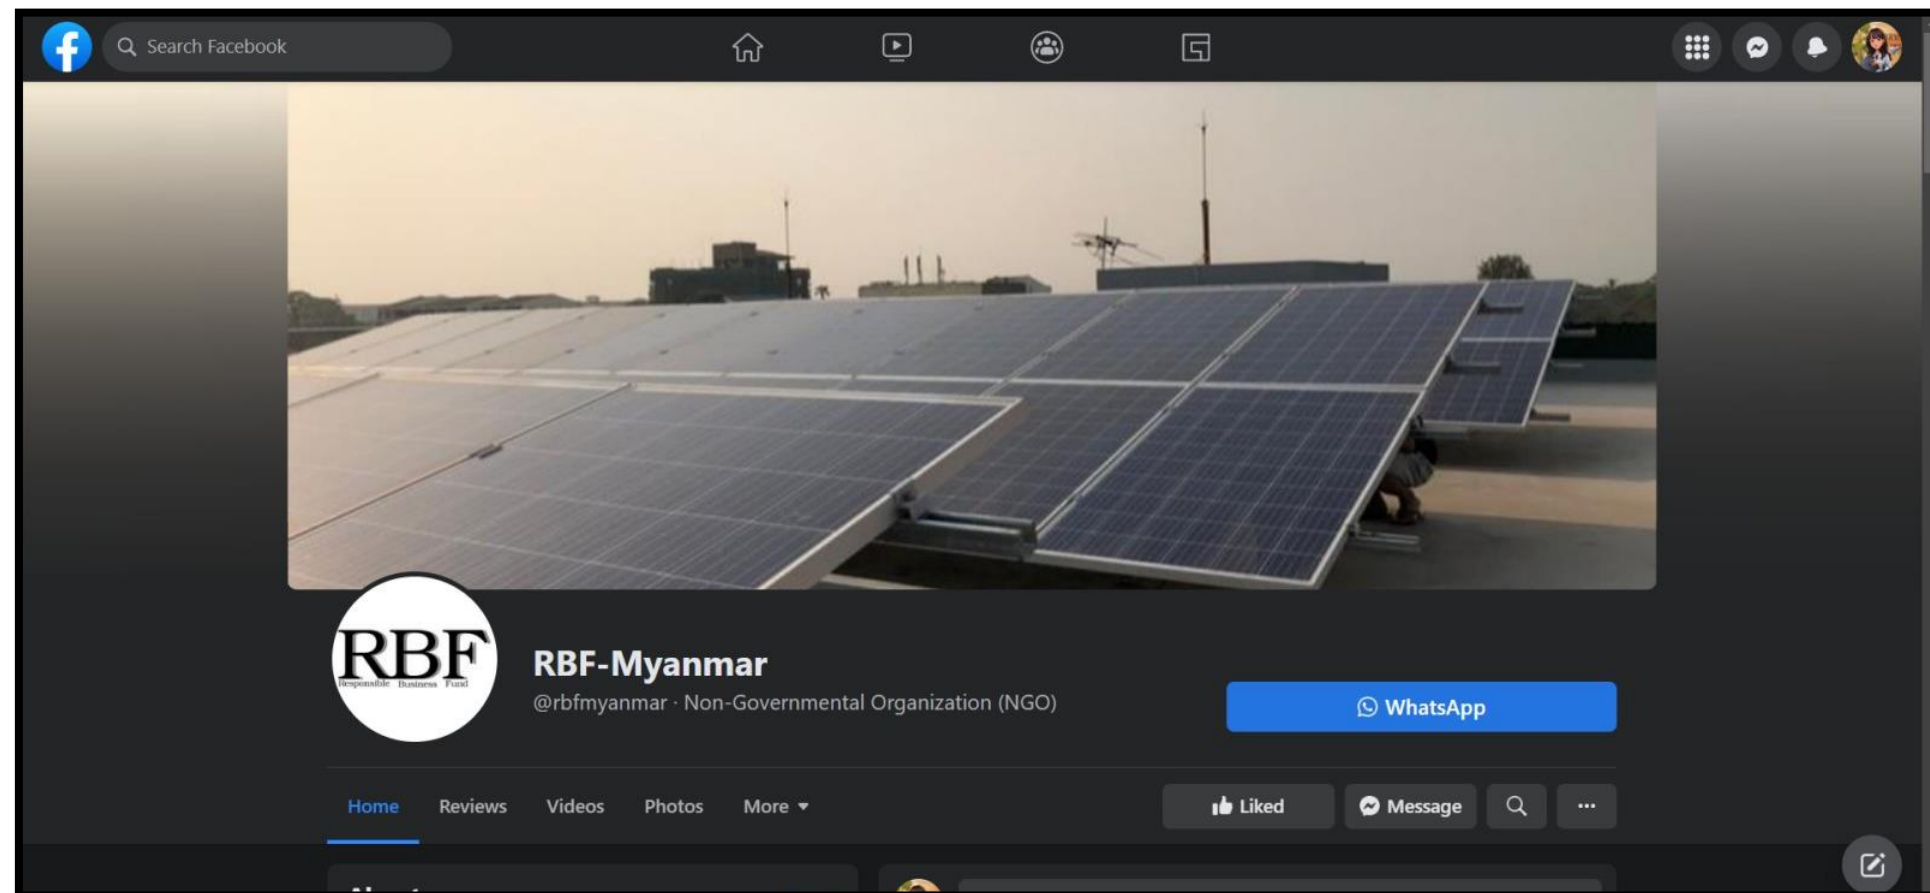 Search Facebook
RBF
Responsible Business Fund
RBF-Myanmar
@rbfmyanmar · Non-Governmental Organization (NGO)
WhatsApp
Home Reviews Videos Photos More
Liked Message